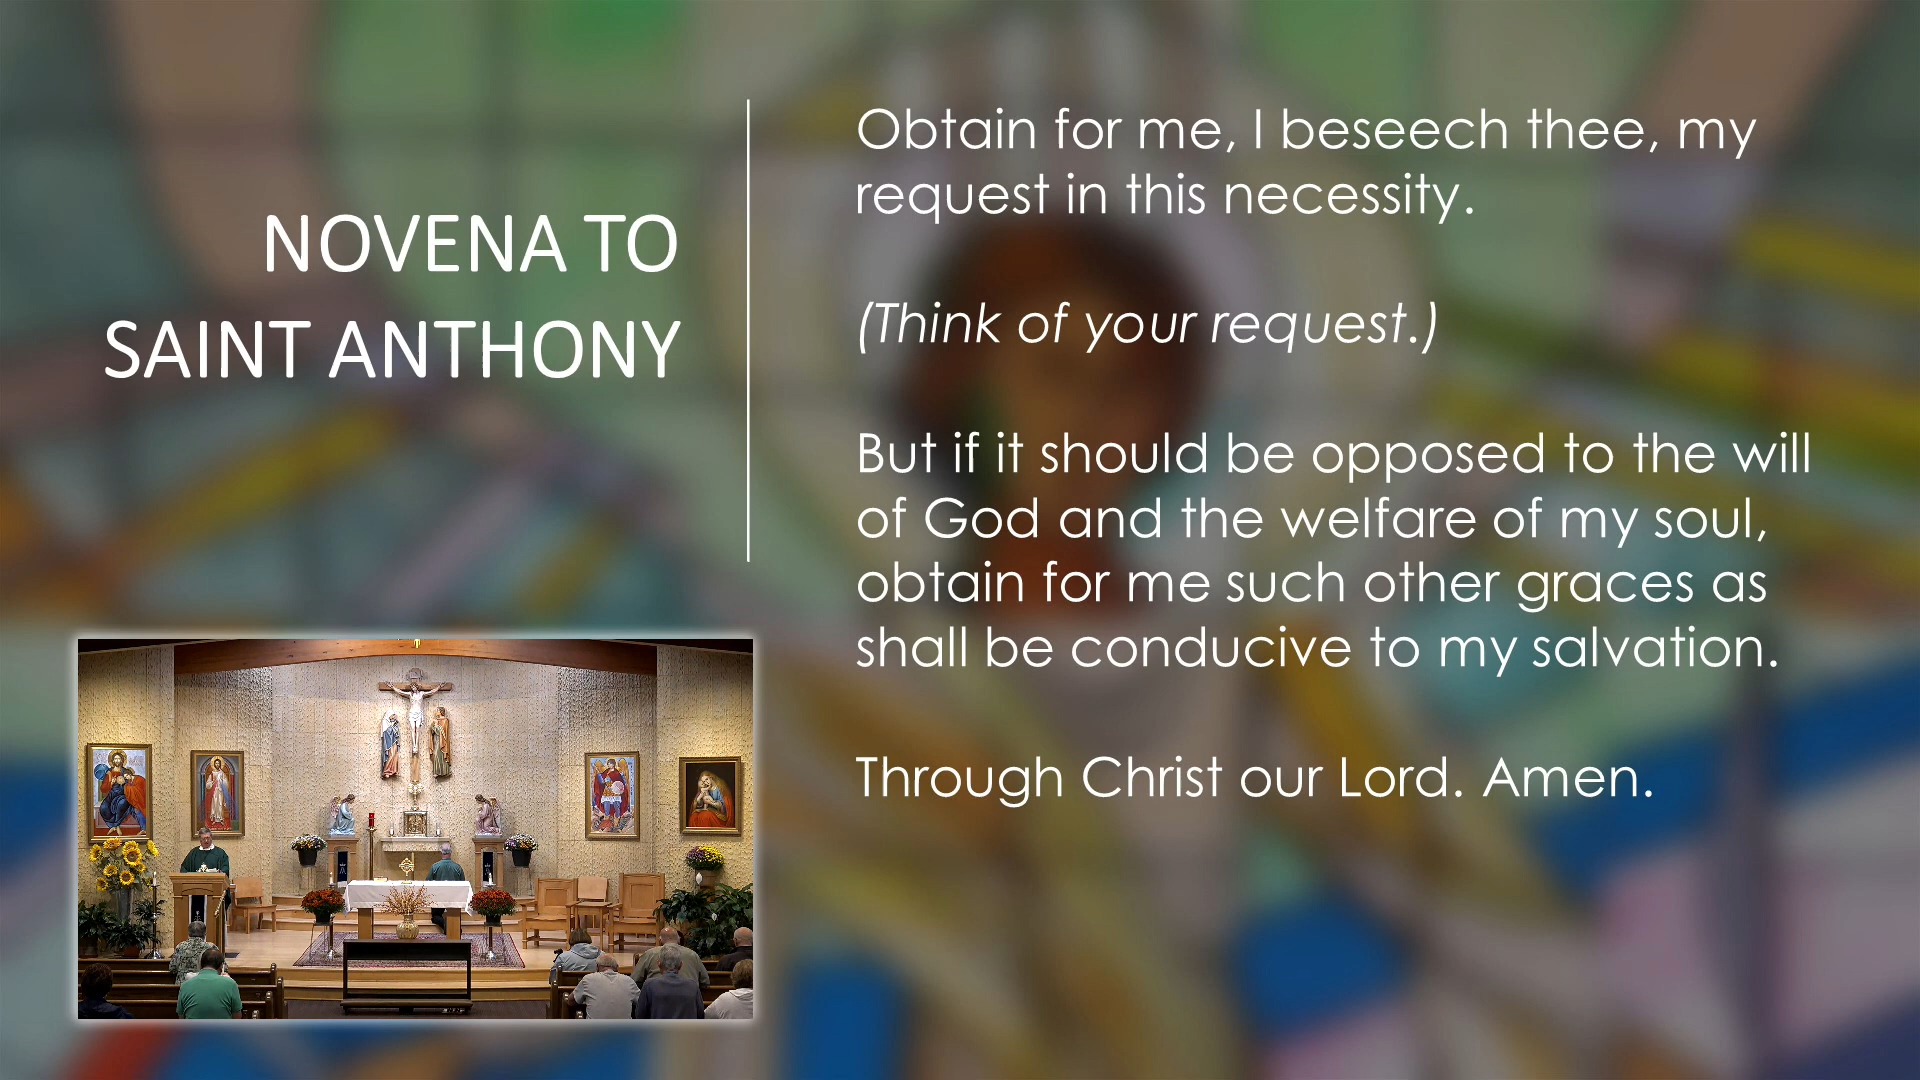 NOVENA TO
SAINT ANTHONY
Obtain for me, I beseech thee, my
request in this necessity.
(Think of your request.)
But if it should be opposed to the will
of God and the welfare of my soul,
obtain for me such other graces as
shall be conducive to my salvation.
Through Christ our Lord. Amen.